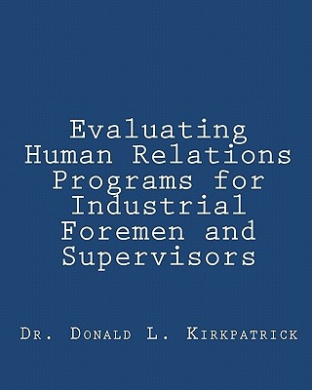 Evaluating
Human Relations
Programs for
Industrial
Foremen and
Supervisors
Dr. Donald L. Kirkpatrick